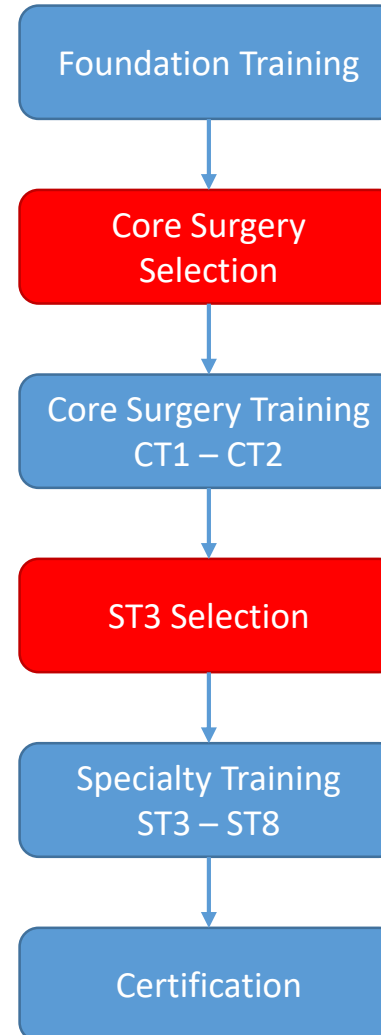 Foundation Training
Core Surgery
Selection
Core Surgery Training
CT1 – CT2
ST3 Selection
Specialty Training
ST3 – ST8
Certification